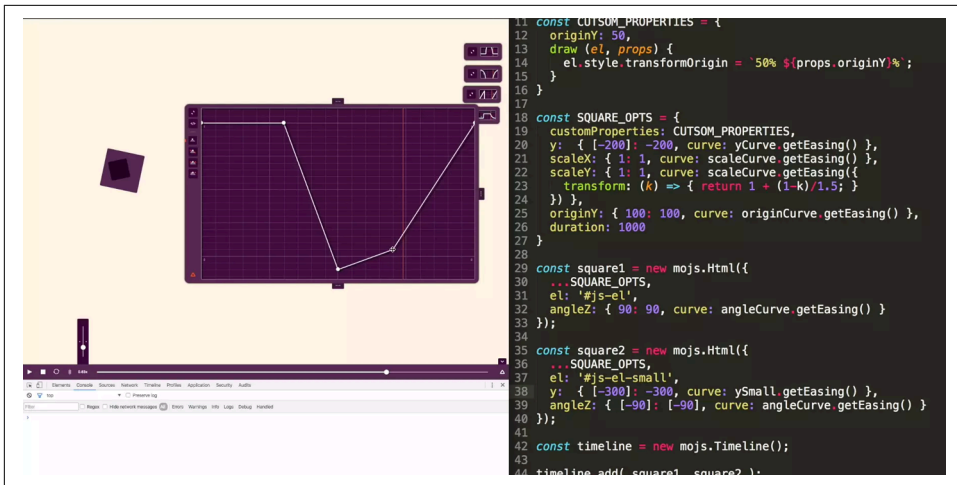 0.65x
Elements Console Sources Network Timeline Profiles Application Security Audits
top Preserve log
Filter Regex Hide network messages All Errors Warnings Info Logs Debug Handled
11 const CUTSOM_PROPERTIES = {
12 originY: 50,
13 draw (el, props) {
14 el.style.transformOrigin = `50% ${props.originY}%`;
15 }
16 }
17
18 const SQUARE_OPTS = {
19 customProperties: CUTSOM_PROPERTIES,
20 y: { [-200]: -200, curve: yCurve.getEasing() },
21 scaleX: { 1: 1, curve: scaleCurve.getEasing() },
22 scaleY: { 1: 1, curve: scaleCurve.getEasing({
23 transform: (k) => { return 1 + (1-k)/1.5; }
24 }) },
25 originY: { 100: 100, curve: originCurve.getEasing() },
26 duration: 1000
27 }
28
29 const square1 = new mojs.Html({
30 ...SQUARE_OPTS,
31 el: '#js-el',
32 angleZ: { 90: 90, curve: angleCurve.getEasing() }
33 });
34
35 const square2 = new mojs.Html({
36 ...SQUARE_OPTS,
37 el: '#js-el-small',
38 y: { [-300]: -300, curve: ySmall.getEasing() },
39 angleZ: { [-90]: [-90], curve: angleCurve.getEasing() }
40 });
41
42 const timeline = new mojs.Timeline();
43
44 timeline.add( square1, square2 );